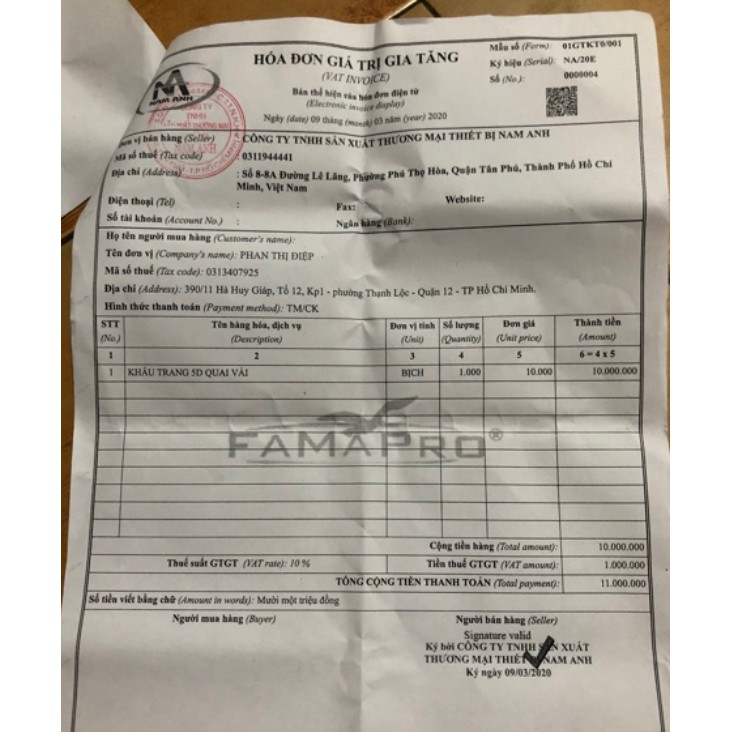 HÓA ĐƠN GIÁ TRỊ GIA TĂNG
(VAT INVOICE)
Bản thể hiện của hóa đơn điện tử
(Electronic invoice display)
Ngày (date) 09 tháng (month) 03 năm (year) 2020
Mẫu số (Form): 01GTKT0/001
Ký hiệu (Serial): NA/20E
Số (No.): 0000004
NAM ANH
CÔNG TY
TNHH
NAM ANH
Đơn vị bán hàng (Seller) : CÔNG TY TNHH SẢN XUẤT THƯƠNG MẠI THIẾT BỊ NAM ANH
Mã số thuế (Tax code) : 0311944441
Địa chỉ (Address) : Số 8-8A Đường Lê Lăng, Phường Phú Thọ Hòa, Quận Tân Phú, Thành Phố Hồ Chí
Minh, Việt Nam
Điện thoại (Tel) : Fax: Website:
Số tài khoản (Account No.) : Ngân hàng (Bank):
Họ tên người mua hàng (Customer's name):
Tên đơn vị (Company's name): PHAN THỊ ĐIỆP
Mã số thuế (Tax code): 0313407925
Địa chỉ (Address): 390/11 Hà Huy Giáp, Tổ 12, Kp1 - phường Thạnh Lộc - Quận 12 - TP Hồ Chí Minh.
Hình thức thanh toán (Payment method): TM/CK
STT Tên hàng hóa, dịch vụ Đơn vị tính Số lượng Đơn giá Thành tiền
(No.) (Description) (Unit) (Quantity) (Unit price) (Amount)
1 2 3 4 5 6 = 4 x 5
1 KHẨU TRANG 5D QUAI VẢI BỊCH 1.000 10.000 10.000.000
FAMAPRO®
Cộng tiền hàng (Total amount): 10.000.000
Thuế suất GTGT (VAT rate): 10 % Tiền thuế GTGT (VAT amount): 1.000.000
TỔNG CỘNG TIỀN THANH TOÁN (Total payment): 11.000.000
Số tiền viết bằng chữ (Amount in words): Mười một triệu đồng
Người mua hàng (Buyer) Người bán hàng (Seller)
Signature valid
Ký bởi CÔNG TY TNHH SẢN XUẤT
THƯƠNG MẠI THIẾT BỊ NAM ANH
Ký ngày 09/03/2020